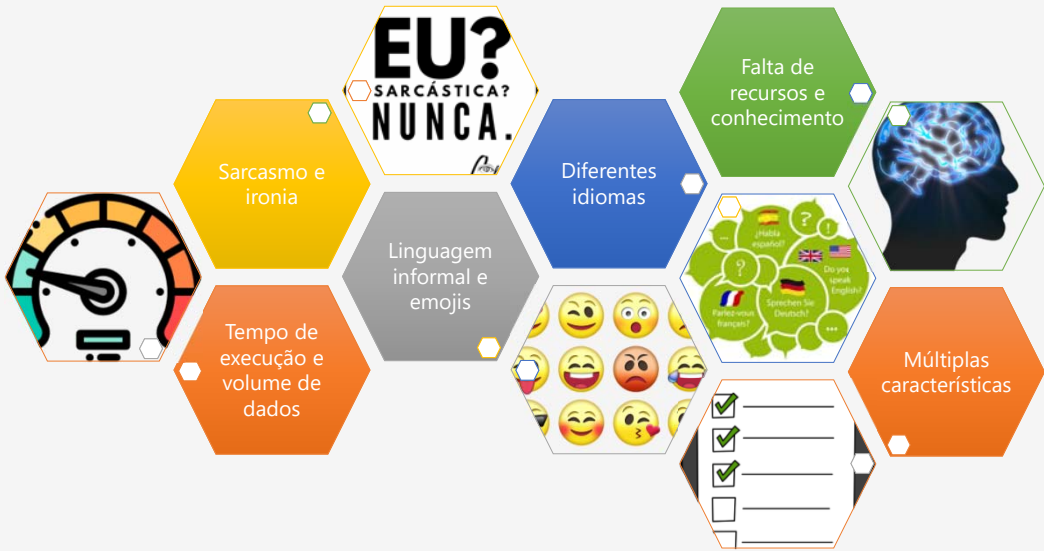 EU?
SARCÁSTICA?
NUNCA.
Falta de
recursos e
conhecimento
Sarcasmo e
ironia
Diferentes
idiomas
Linguagem
informal e
emojis
¿Habla
español?
?
!
...
?
Do you
speak
English?
Parlez-vous
français?
Sprechen Sie
Deutsch?
...
Tempo de
execução e
volume de
dados
Múltiplas
características